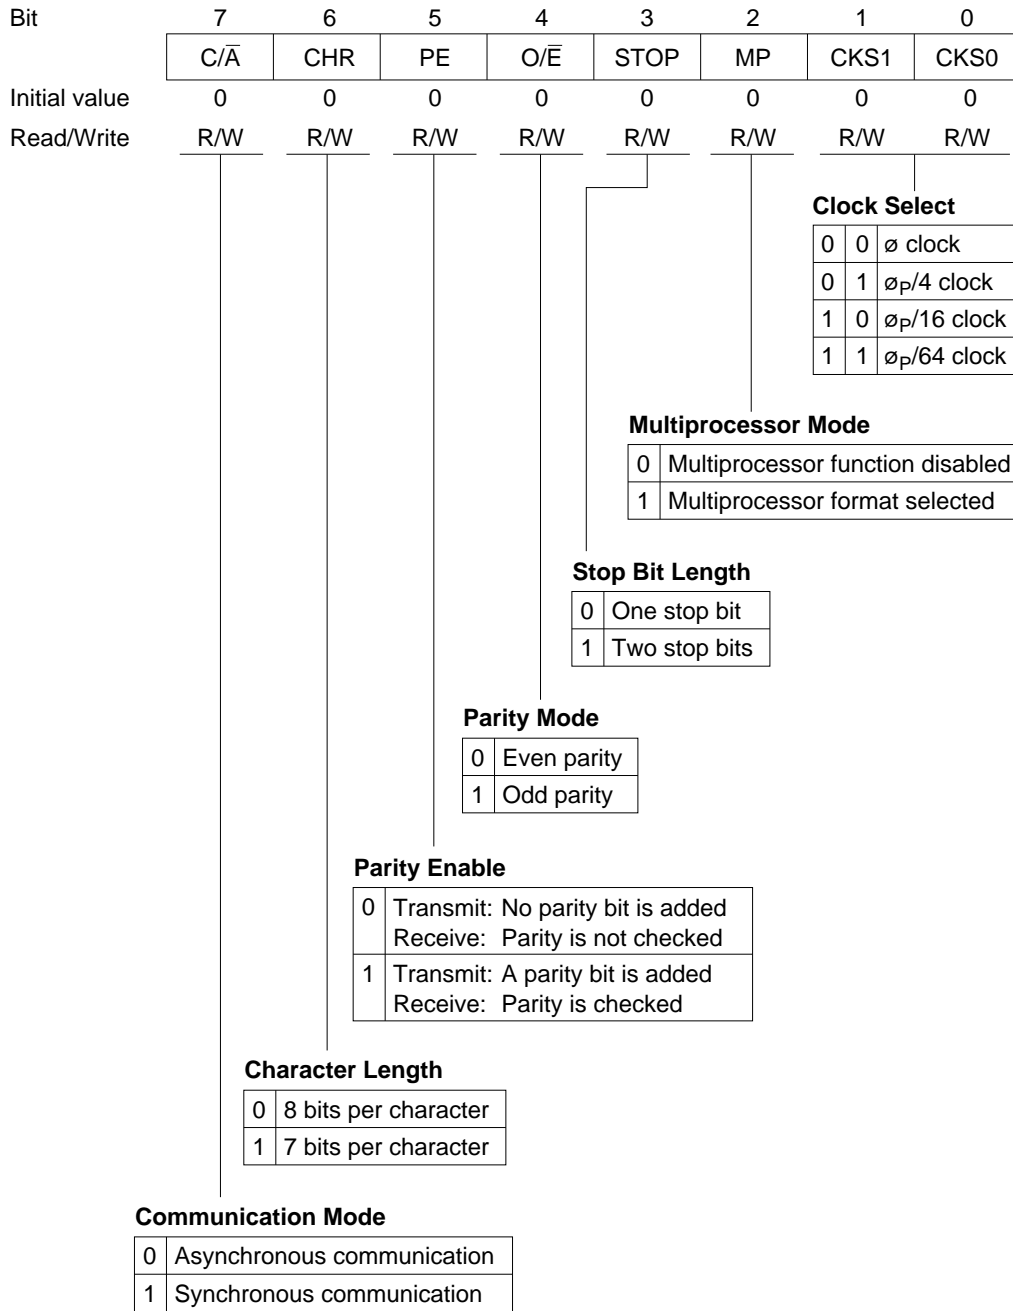 Bit 7 6 5 4 3 2 1 0
C/A̅ CHR PE O/E̅ STOP MP CKS1 CKS0
Initial value 0 0 0 0 0 0 0 0
Read/Write R/W R/W R/W R/W R/W R/W R/W R/W
Clock Select
0 0 ø clock
0 1 øP/4 clock
1 0 øP/16 clock
1 1 øP/64 clock
Multiprocessor Mode
0 Multiprocessor function disabled
1 Multiprocessor format selected
Stop Bit Length
0 One stop bit
1 Two stop bits
Parity Mode
0 Even parity
1 Odd parity
Parity Enable
0 Transmit: No parity bit is added
Receive: Parity is not checked
1 Transmit: A parity bit is added
Receive: Parity is checked
Character Length
0 8 bits per character
1 7 bits per character
Communication Mode
0 Asynchronous communication
1 Synchronous communication